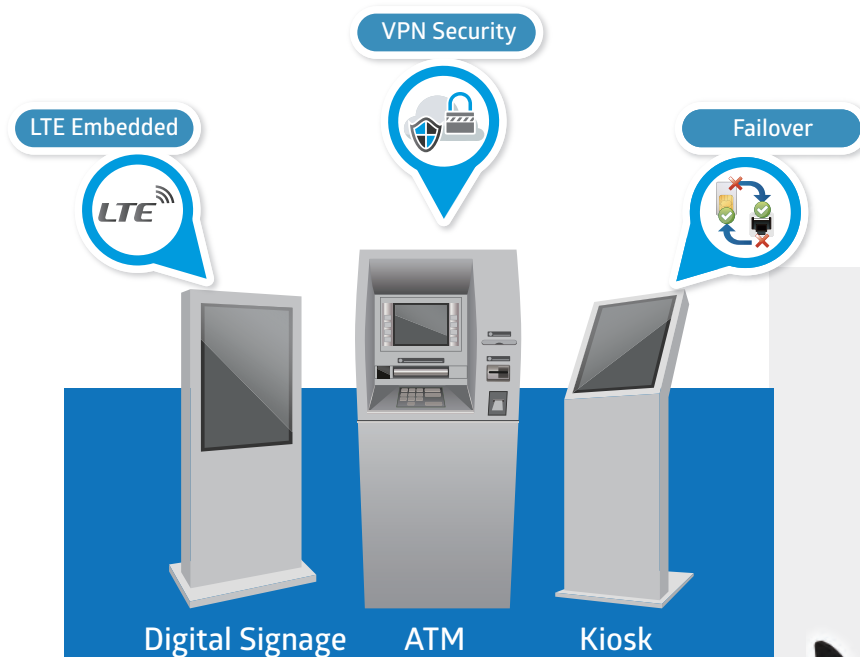 VPN Security
LTE Embedded
Failover
LTE
Digital Signage
ATM
Kiosk